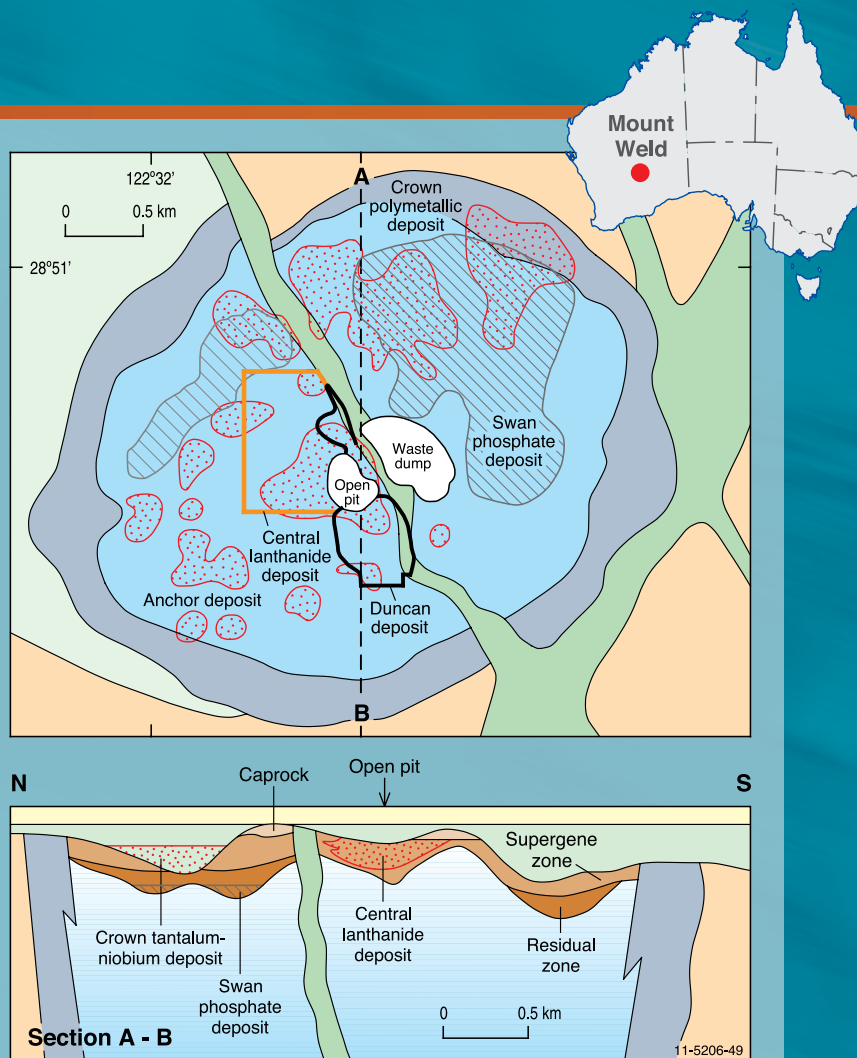 Mount
Weld
122°32'
0 0.5 km
28°51'
A
Crown
polymetallic
deposit
Swan
phosphate
deposit
Waste
dump
Open
pit
Central
lanthanide
deposit
Anchor deposit
Duncan
deposit
B
N
Caprock
Open pit
S
Supergene
zone
Crown tantalum-
niobium deposit
Swan
phosphate
deposit
Central
lanthanide
deposit
Residual
zone
0 0.5 km
Section A - B
11-5206-49